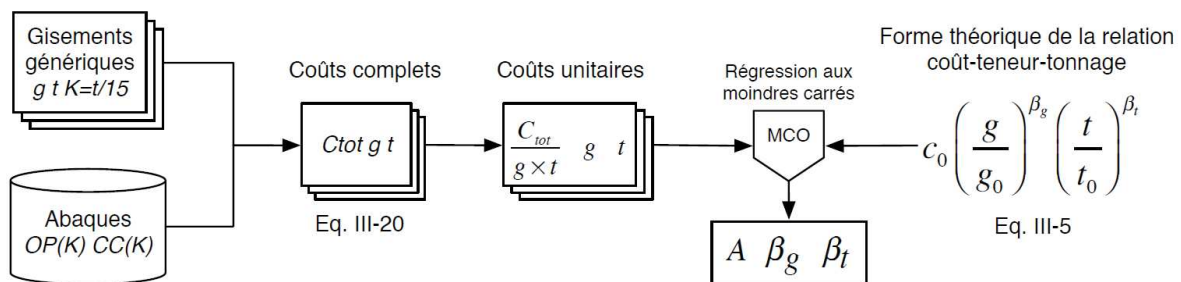 Gisements
génériques
g t K=t/15
Abaques
OP(K) CC(K)
Coûts complets
Ctot g t
Eq. III-20
Coûts unitaires
C_tot / g × t   g   t
Régression aux
moindres carrés
MCO
A β_g β_t
Forme théorique de la relation
coût-teneur-tonnage
c_0 (g / g_0)^β_g (t / t_0)^β_t
Eq. III-5